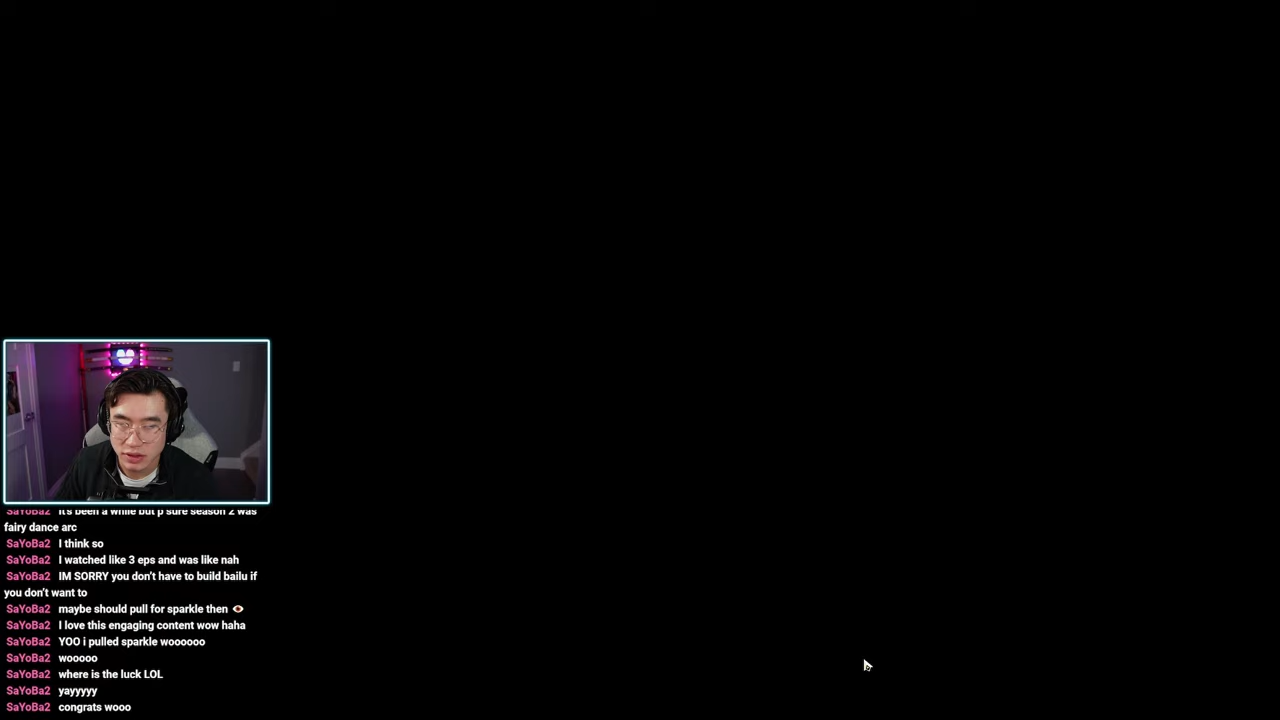 SaYoBa2 It's been a while but p sure season 2 was
fairy dance arc
SaYoBa2 I think so
SaYoBa2 I watched like 3 eps and was like nah
SaYoBa2 IM SORRY you don't have to build bailu if
you don't want to
SaYoBa2 maybe should pull for sparkle then 👁️
SaYoBa2 I love this engaging content wow haha
SaYoBa2 YOO i pulled sparkle woooooo
SaYoBa2 wooooo
SaYoBa2 where is the luck LOL
SaYoBa2 yayyyyy
SaYoBa2 congrats wooo